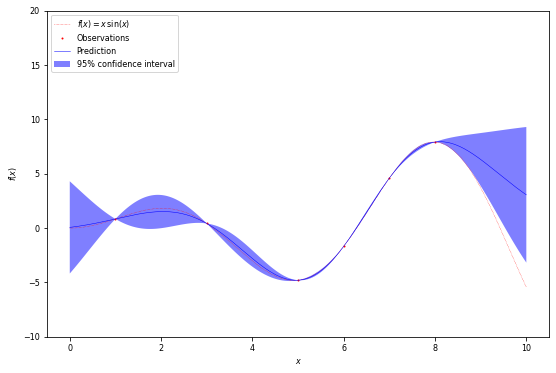 f(x) = x sin(x)
Observations
Prediction
95% confidence interval
20
15
10
5
0
−5
−10
f(x)
0 2 4 6 8 10
x